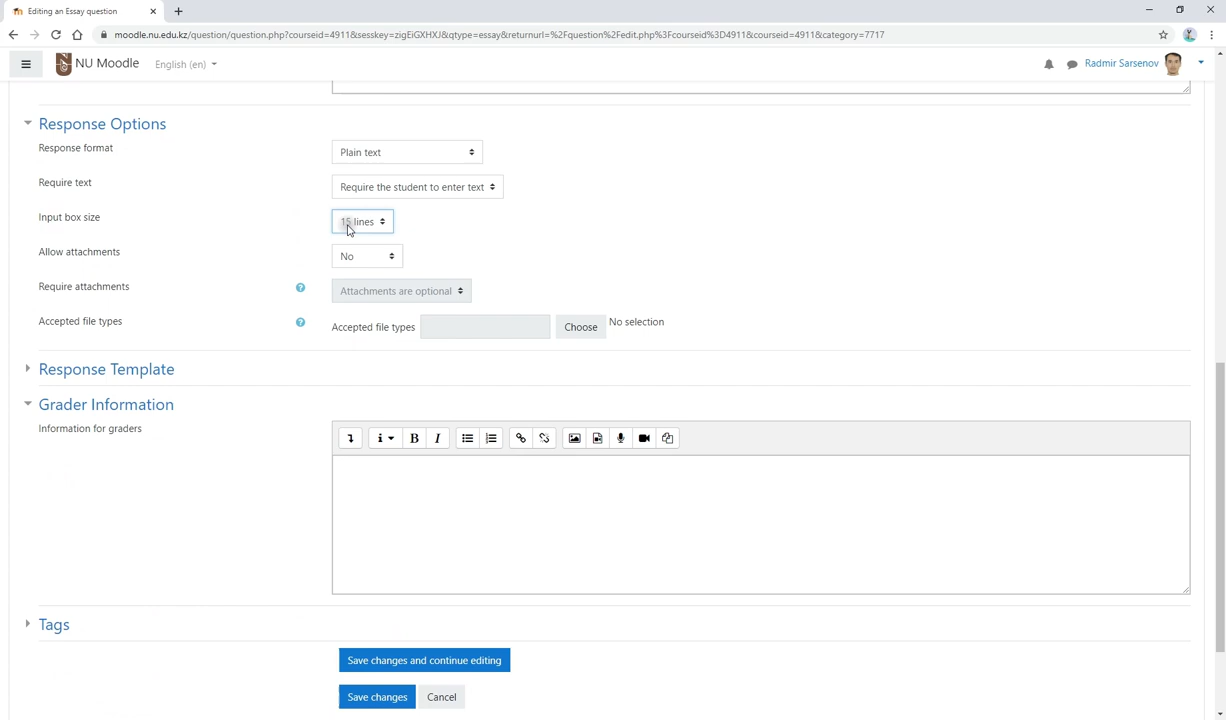 Editing an Essay question
moodle.nu.edu.kz/question/question.php?courseid=4911&sesskey=zigEiGXHXJ&qtype=essay&returnurl=%2Fquestion%2Fedit.php%3Fcourseid%3D4911&courseid=4911&category=7717
NU Moodle English (en) Radmir Sarsenov
Response Options
Response format Plain text
Require text Require the student to enter text
Input box size 15 lines
Allow attachments No
Require attachments Attachments are optional
Accepted file types Accepted file types Choose No selection
Response Template
Grader Information
Information for graders
B I
Tags
Save changes and continue editing
Save changes Cancel